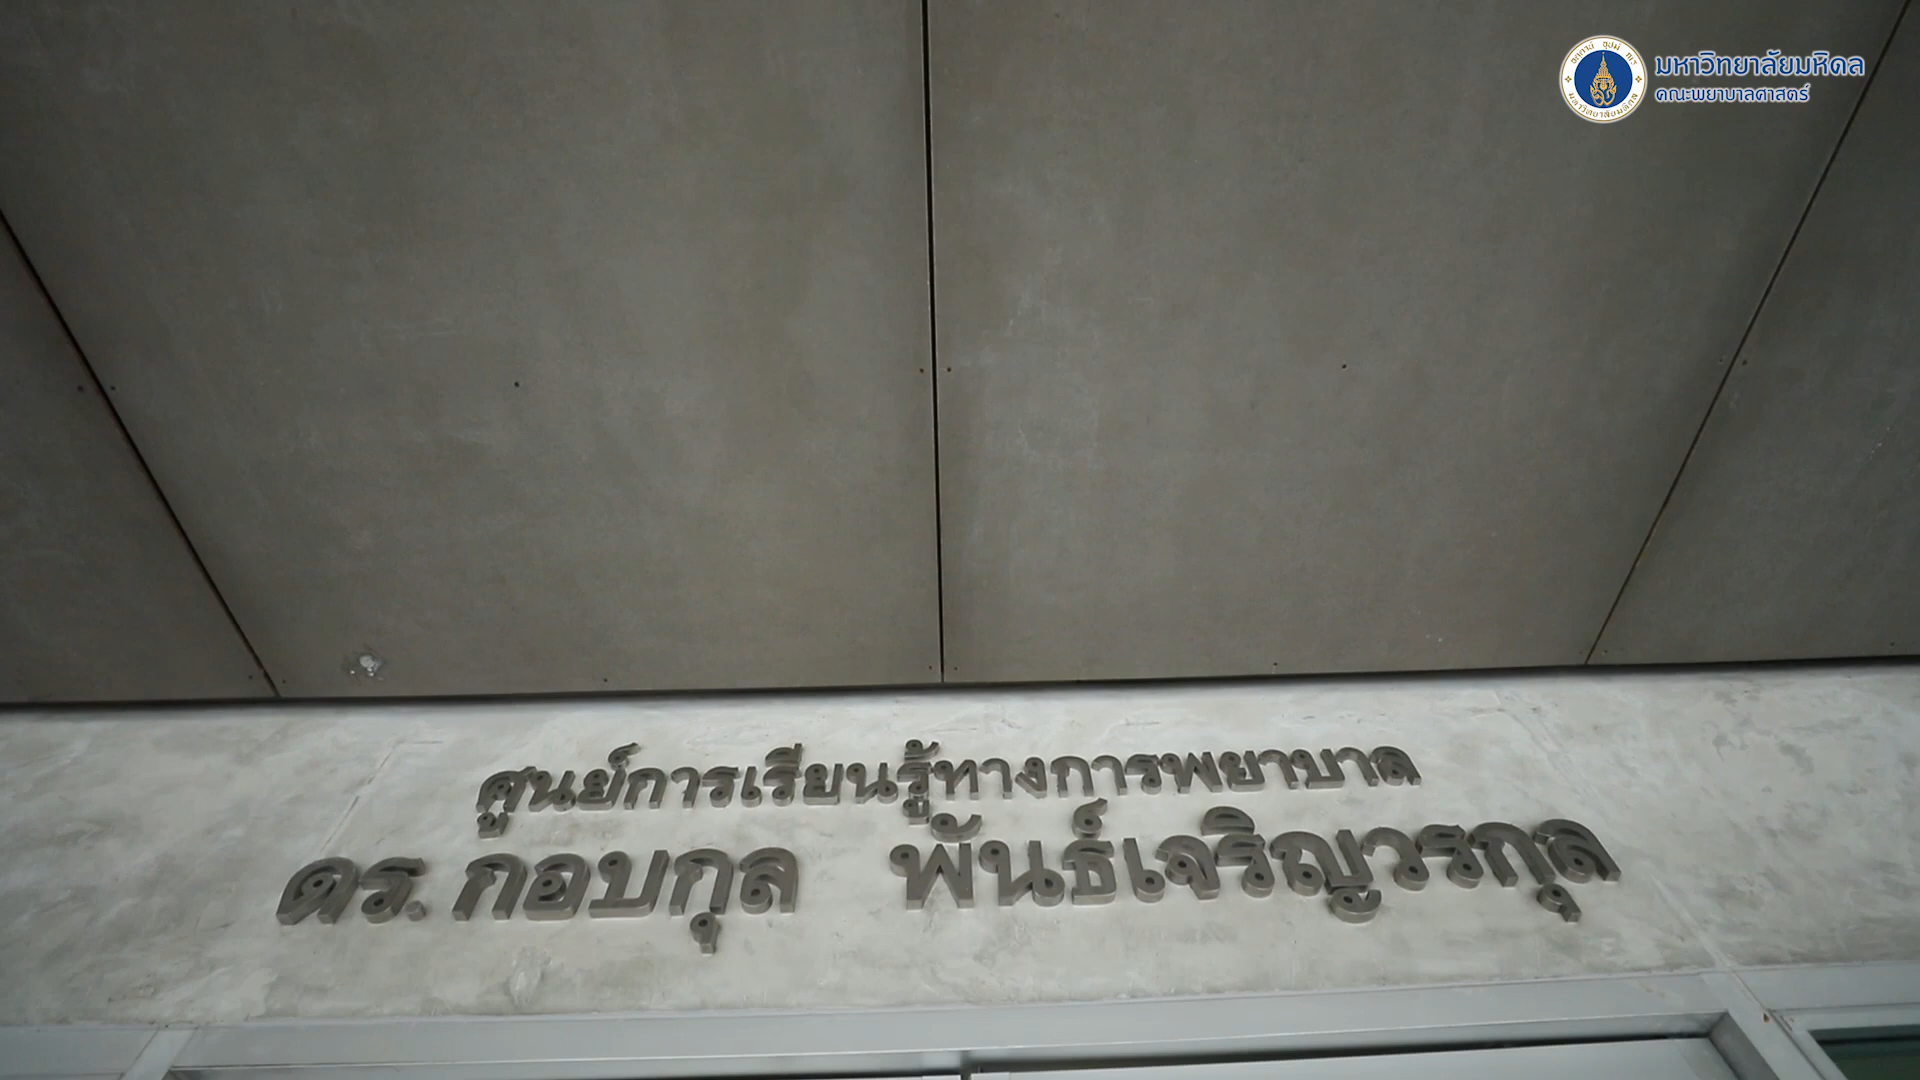 มหาวิทยาลัยมหิดล
คณะพยาบาลศาสตร์
ศูนย์การเรียนรู้ทางการพยาบาล
ดร. กอบกุล พันธ์เจริญวรกุล